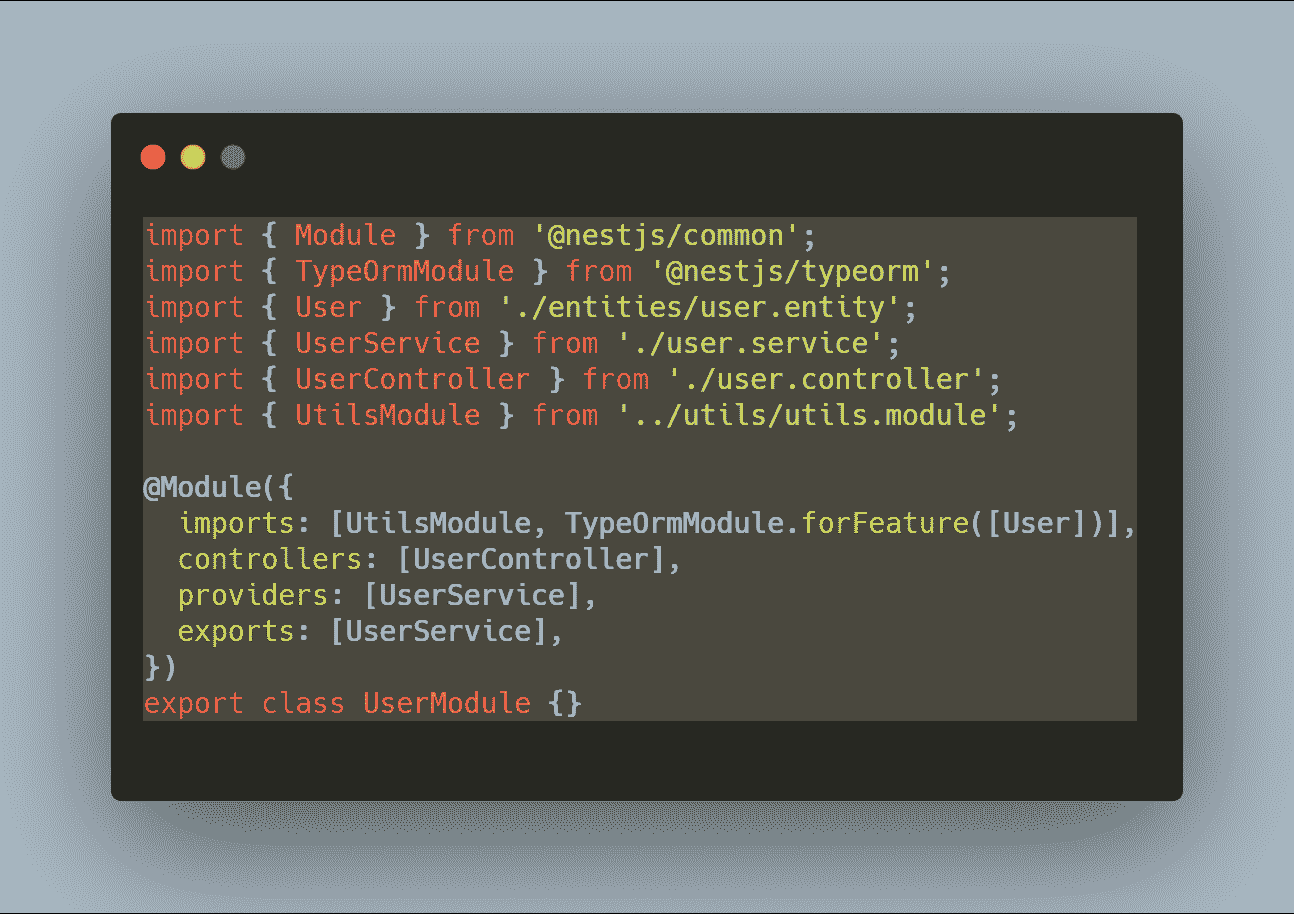 import { Module } from '@nestjs/common';
import { TypeOrmModule } from '@nestjs/typeorm';
import { User } from './entities/user.entity';
import { UserService } from './user.service';
import { UserController } from './user.controller';
import { UtilsModule } from '../utils/utils.module';

@Module({
  imports: [UtilsModule, TypeOrmModule.forFeature([User])],
  controllers: [UserController],
  providers: [UserService],
  exports: [UserService],
})
export class UserModule {}